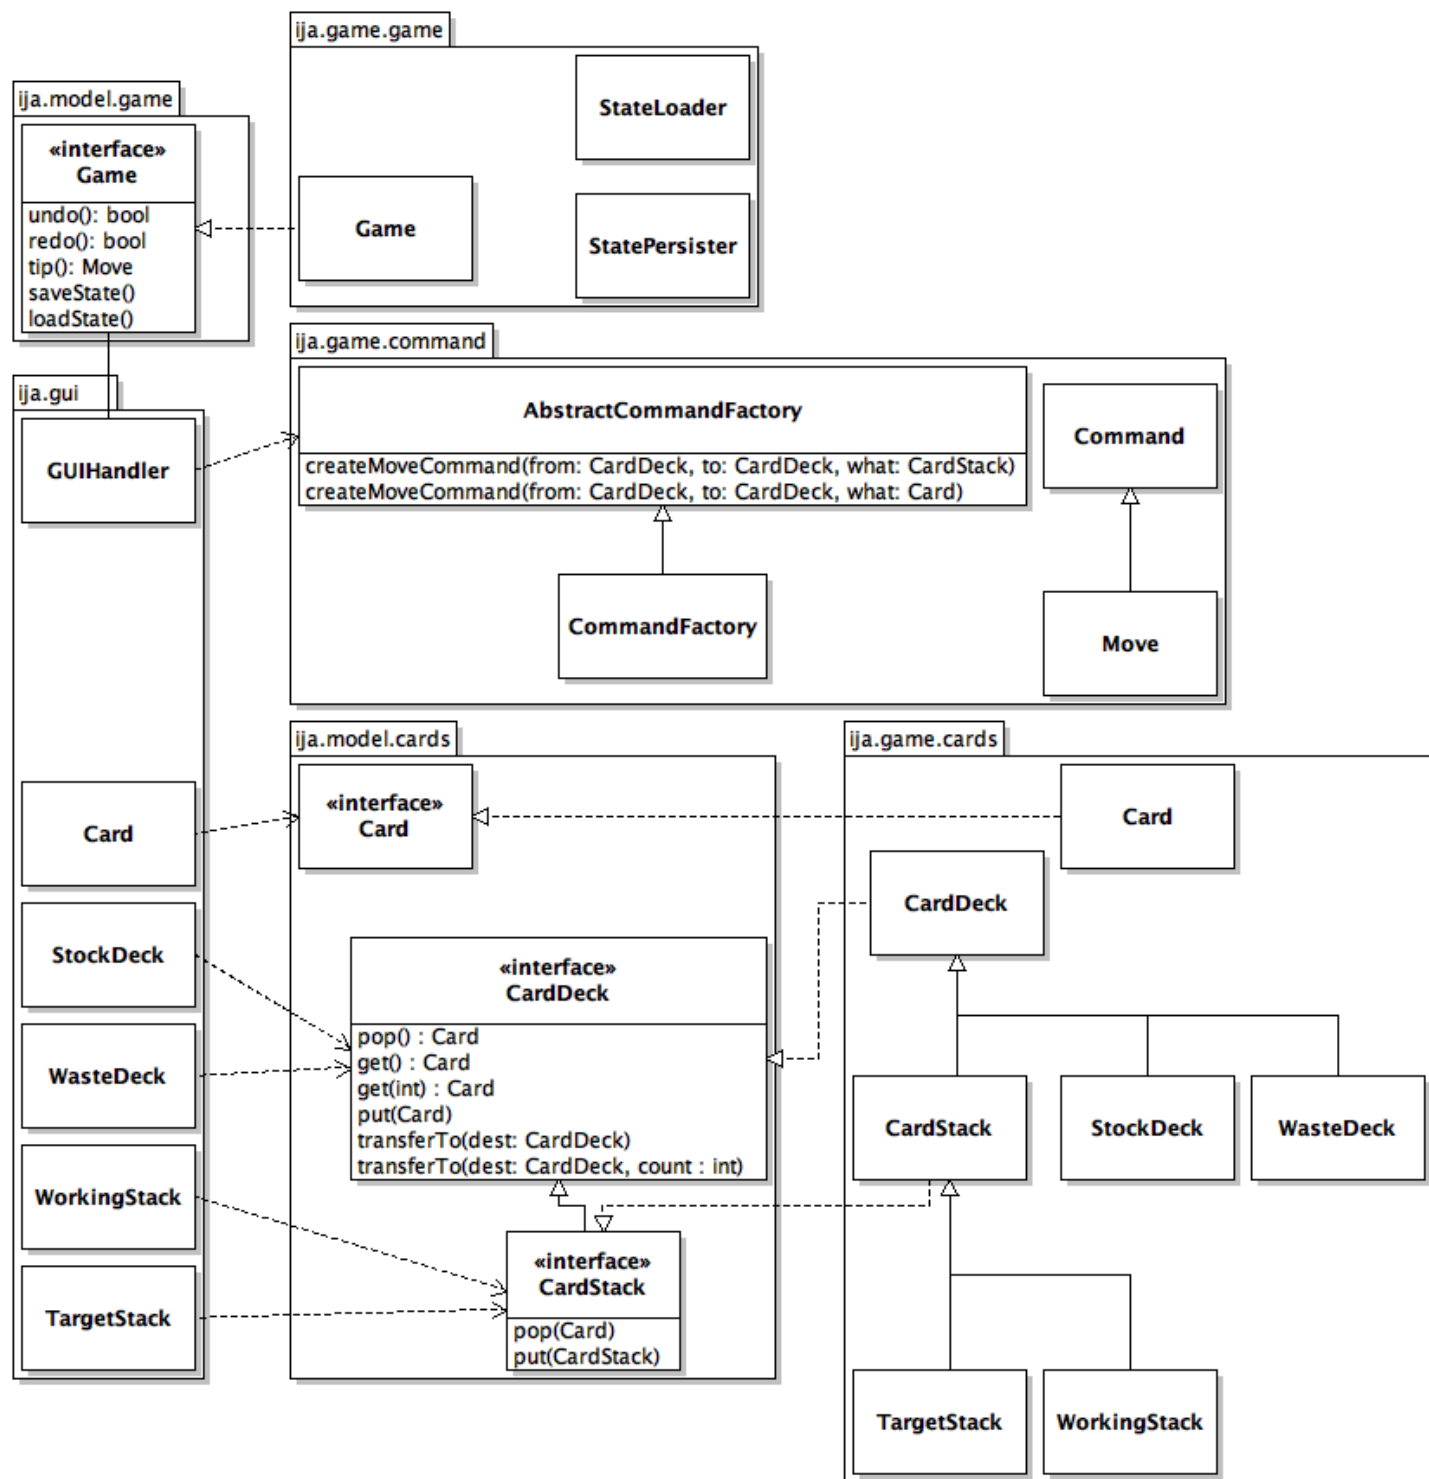 ija.game.game
StateLoader
ija.model.game
«interface»
Game
undo(): bool
redo(): bool
tip(): Move
saveState()
loadState()
Game
StatePersister
ija.game.command
AbstractCommandFactory
createMoveCommand(from: CardDeck, to: CardDeck, what: CardStack)
createMoveCommand(from: CardDeck, to: CardDeck, what: Card)
Command
CommandFactory
Move
ija.gui
GUIHandler
Card
StockDeck
WasteDeck
WorkingStack
TargetStack
ija.model.cards
«interface»
Card
«interface»
CardDeck
pop() : Card
get() : Card
get(int) : Card
put(Card)
transferTo(dest: CardDeck)
transferTo(dest: CardDeck, count : int)
«interface»
CardStack
pop(Card)
put(CardStack)
ija.game.cards
Card
CardDeck
CardStack
StockDeck
WasteDeck
TargetStack
WorkingStack